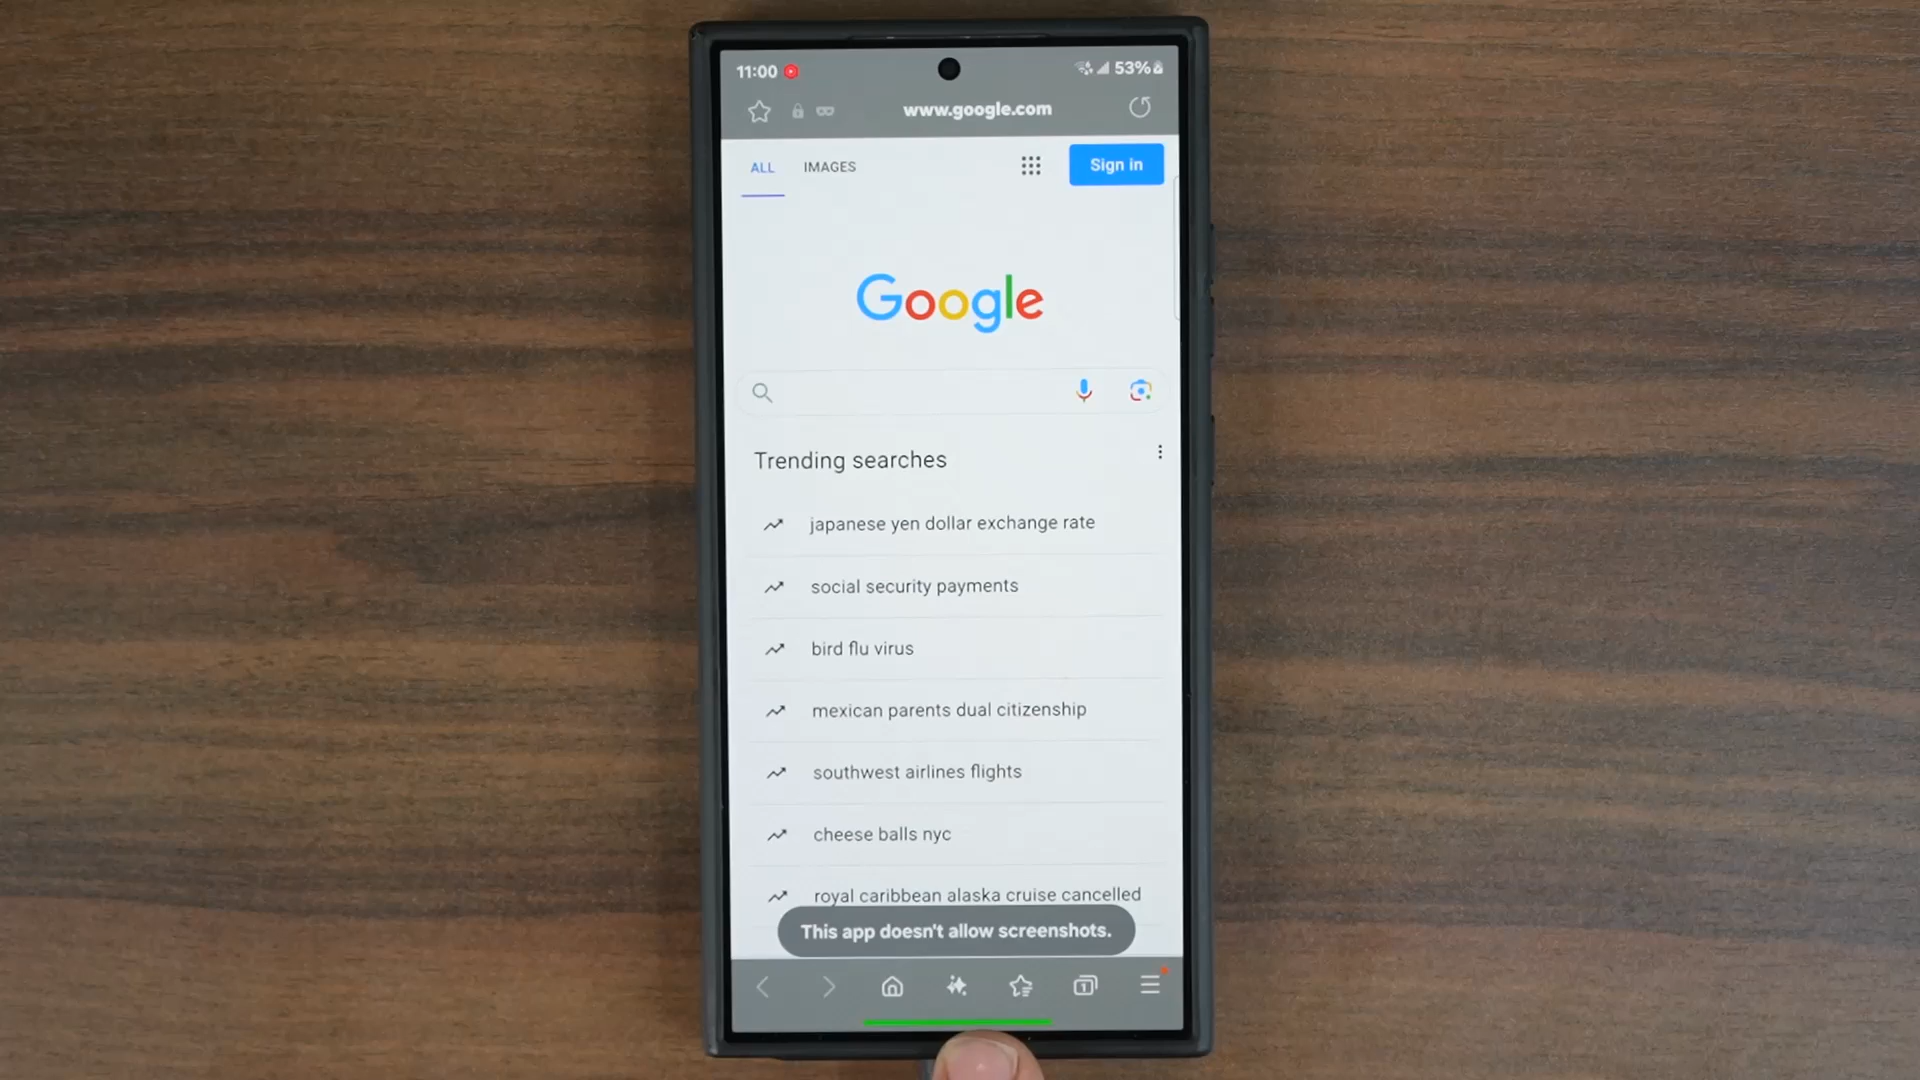 11:00
53%
www.google.com
ALL IMAGES
Sign in
Google
Trending searches
japanese yen dollar exchange rate
social security payments
bird flu virus
mexican parents dual citizenship
southwest airlines flights
cheese balls nyc
royal caribbean alaska cruise cancelled
This app doesn't allow screenshots.
1